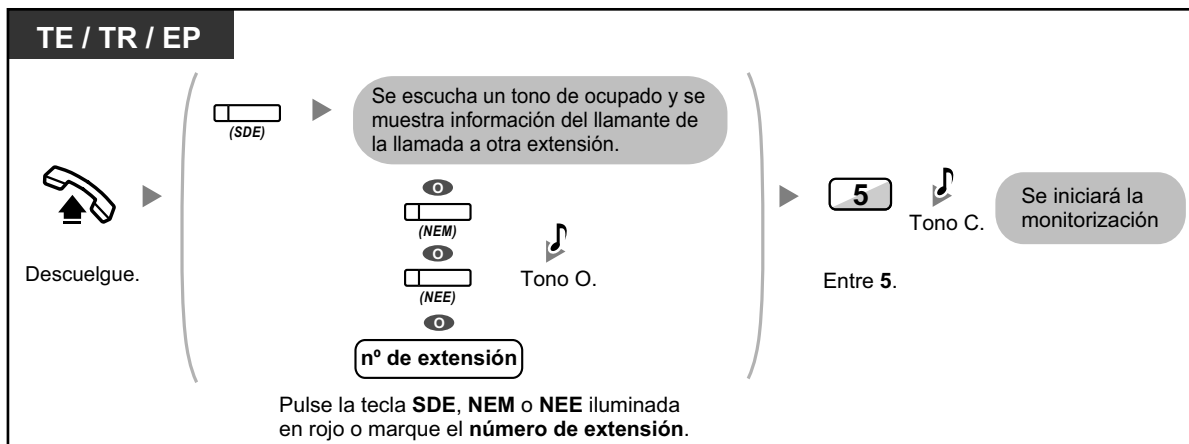 TE / TR / EP
Descuelgue.
(SDE)
Se escucha un tono de ocupado y se
muestra información del llamante de
la llamada a otra extensión.
O
(NEM)
O
(NEE)
O
nº de extensión
Tono O.
Pulse la tecla SDE, NEM o NEE iluminada
en rojo o marque el número de extensión.
5
Entre 5.
Tono C.
Se iniciará la
monitorización